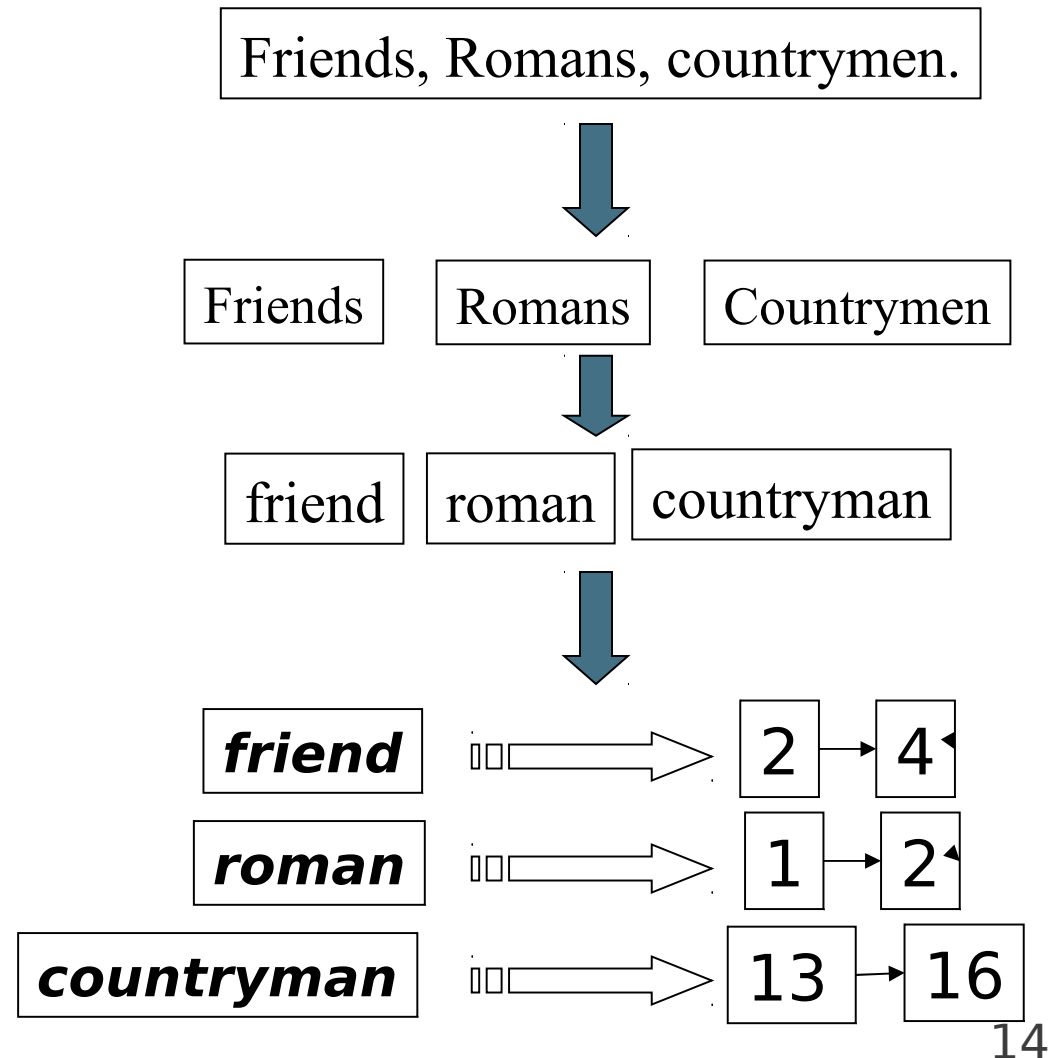 Friends, Romans, countrymen.
Friends Romans Countrymen
friend roman countryman
friend 2 4
roman 1 2
countryman 13 16
14